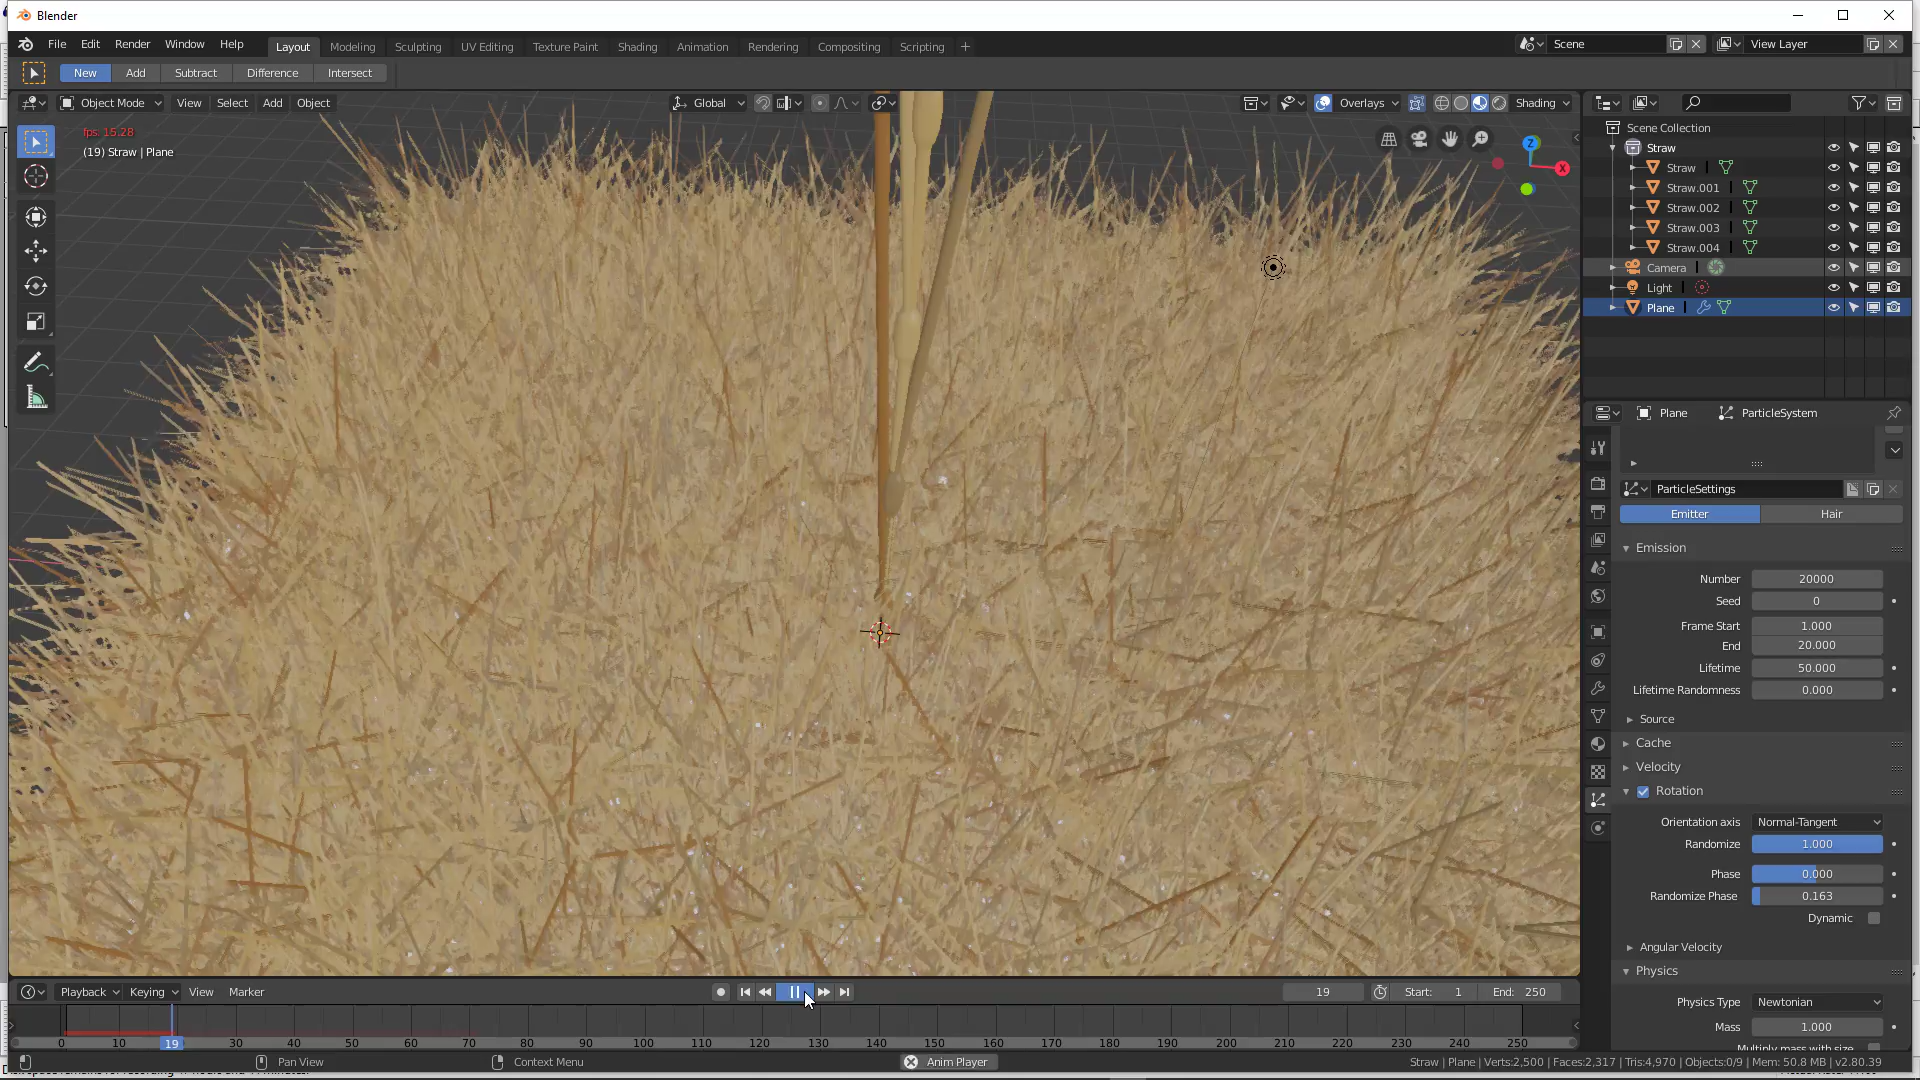 Blender
File Edit Render Window Help Layout Modeling Sculpting UV Editing Texture Paint Shading Animation Rendering Compositing Scripting + Scene View Layer
New Add Subtract Difference Intersect
Object Mode View Select Add Object Global Overlays Shading
fps: 15.28
(19) Straw | Plane
Z
X
Scene Collection
Straw
Straw
Straw.001
Straw.002
Straw.003
Straw.004
Camera
Light
Plane
Plane ParticleSystem
ParticleSettings
Emitter Hair
Emission
Number 20000
Seed 0
Frame Start 1.000
End 20.000
Lifetime 50.000
Lifetime Randomness 0.000
Source
Cache
Velocity
Rotation
Orientation axis Normal-Tangent
Randomize 1.000
Phase 0.000
Randomize Phase 0.163
Dynamic
Angular Velocity
Physics
Physics Type Newtonian
Mass 1.000
Multiply mass with size
Playback Keying View Marker 19 Start: 1 End: 250
0 10 19 30 40 50 60 70 80 90 100 110 120 130 140 150 160 170 180 190 200 210 220 230 240 250
Pan View Context Menu Anim Player Straw | Plane | Verts:2,500 | Faces:2,317 | Tris:4,970 | Objects:0/9 | Mem: 50.8 MB | v2.80.39